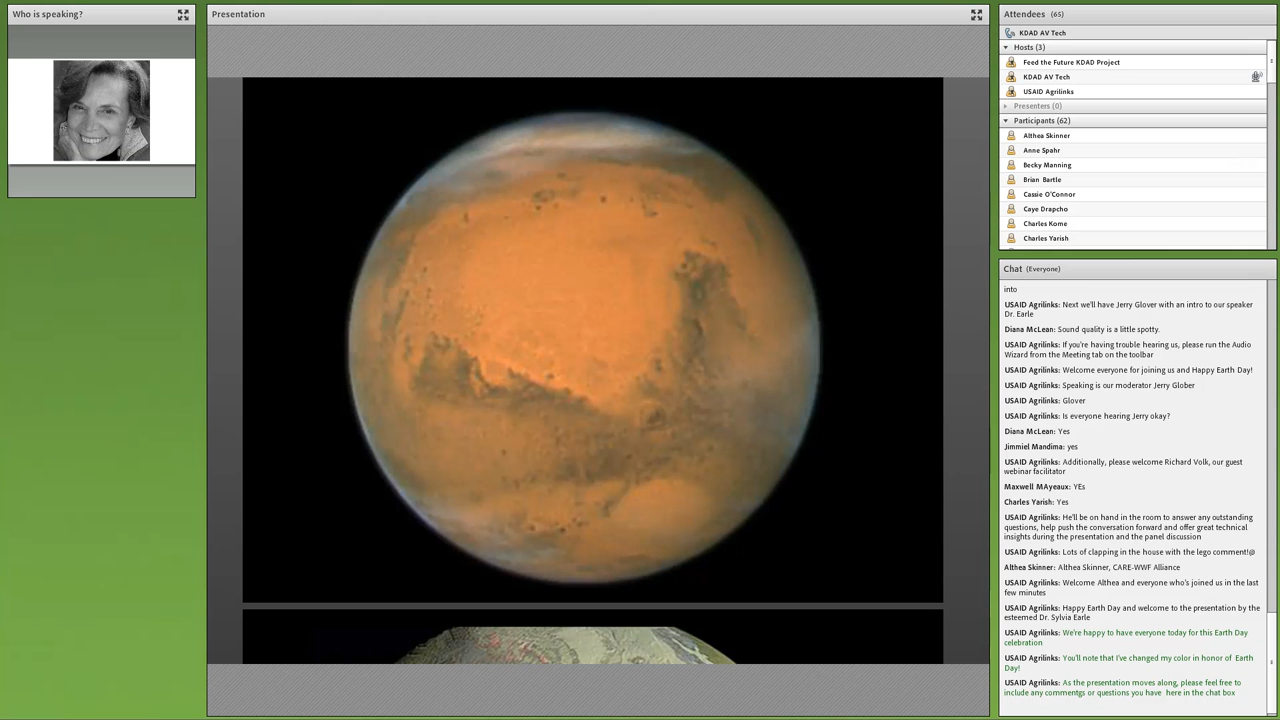 Who is speaking?
Presentation
Attendees (65)
KDAD AV Tech
Hosts (3)
Feed the Future KDAD Project
KDAD AV Tech
USAID Agrilinks
Presenters (0)
Participants (62)
Althea Skinner
Anne Spahr
Becky Manning
Brian Bartle
Cassie O'Connor
Caye Drapcho
Charles Kome
Charles Yarish
Chat (Everyone)
into
USAID Agrilinks: Next we'll have Jerry Glover with an intro to our speaker
Dr. Earle
Diana McLean: Sound quality is a little spotty.
USAID Agrilinks: If you're having trouble hearing us, please run the Audio
Wizard from the Meeting tab on the toolbar
USAID Agrilinks: Welcome everyone for joining us and Happy Earth Day!
USAID Agrilinks: Speaking is our moderator Jerry Glober
USAID Agrilinks: Glover
USAID Agrilinks: Is everyone hearing Jerry okay?
Diana McLean: Yes
Jimmiel Mandima: yes
USAID Agrilinks: Additionally, please welcome Richard Volk, our guest
webinar facilitator
Maxwell MAyeaux: YEs
Charles Yarish: Yes
USAID Agrilinks: He'll be on hand in the room to answer any outstanding
questions, help push the conversation forward and offer great technical
insights during the presentation and the panel discussion
USAID Agrilinks: Lots of clapping in the house with the lego comment!@
Althea Skinner: Althea Skinner, CARE-WWF Alliance
USAID Agrilinks: Welcome Althea and everyone who's joined us in the last
few minutes
USAID Agrilinks: Happy Earth Day and welcome to the presentation by the
esteemed Dr. Sylvia Earle
USAID Agrilinks: We're happy to have everyone today for this Earth Day
celebration
USAID Agrilinks: You'll note that I've changed my color in honor of Earth
Day!
USAID Agrilinks: As the presentation moves along, please feel free to
include any commentgs or questions you have here in the chat box